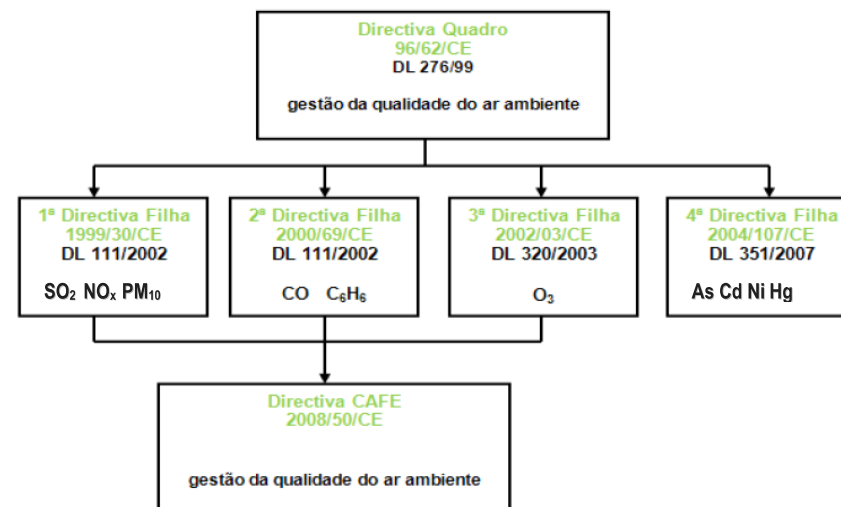 Directiva Quadro
96/62/CE
DL 276/99
gestão da qualidade do ar ambiente
1ª Directiva Filha
1999/30/CE
DL 111/2002
SO₂ NOₓ PM₁₀
2ª Directiva Filha
2000/69/CE
DL 111/2002
CO C₆H₆
3ª Directiva Filha
2002/03/CE
DL 320/2003
O₃
4ª Directiva Filha
2004/107/CE
DL 351/2007
As Cd Ni Hg
Directiva CAFE
2008/50/CE
gestão da qualidade do ar ambiente